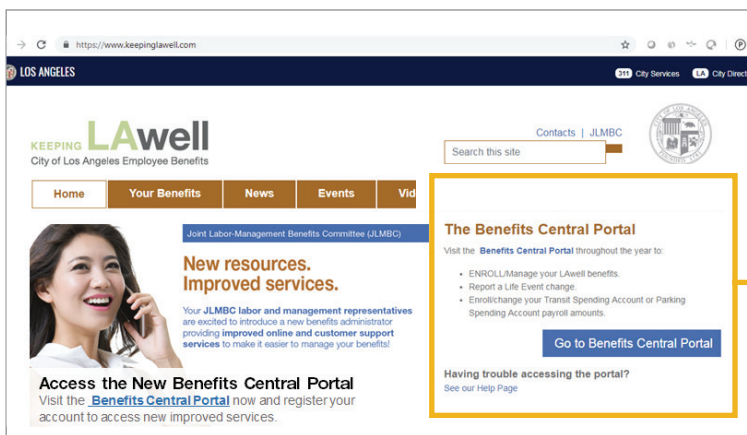 https://www.keepinglawell.com
LOS ANGELES
311 City Services LA City Direct
KEEPING LAwell
City of Los Angeles Employee Benefits
Contacts | JLMBC
Search this site
Home Your Benefits News Events Vid
Joint Labor-Management Benefits Committee (JLMBC)
New resources.
Improved services.
Your JLMBC labor and management representatives
are excited to introduce a new benefits administrator
providing improved online and customer support
services to make it easier to manage your benefits!
Access the New Benefits Central Portal
Visit the Benefits Central Portal now and register your
account to access new improved services.
The Benefits Central Portal
Visit the Benefits Central Portal throughout the year to:
• ENROLL/Manage your LAwell benefits.
• Report a Life Event change.
• Enroll/change your Transit Spending Account or Parking
Spending Account payroll amounts.
Go to Benefits Central Portal
Having trouble accessing the portal?
See our Help Page